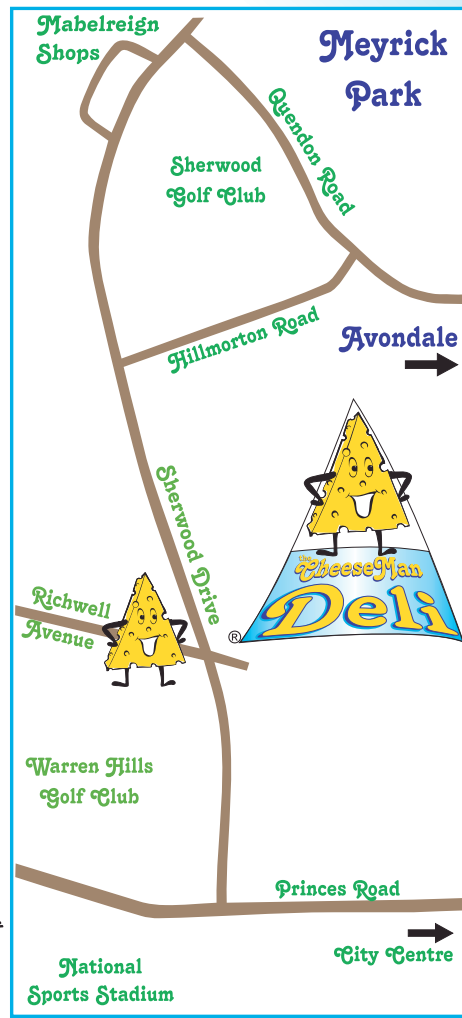 Mabelreign
Shops
Meyrick
Park
Quendon Road
Sherwood
Golf Club
Hillmorton Road
Avondale
Sherwood Drive
The
CheeseMan
Deli
®
Richwell
Avenue
Warren Hills
Golf Club
Princes Road
City Centre
National
Sports Stadium